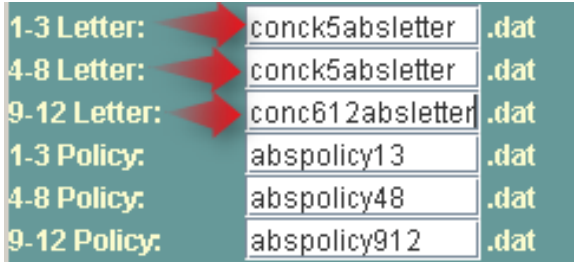 1-3 Letter: conck5absletter .dat
4-8 Letter: conck5absletter .dat
9-12 Letter: conc612absletter .dat
1-3 Policy: abspolicy13 .dat
4-8 Policy: abspolicy48 .dat
9-12 Policy: abspolicy912 .dat